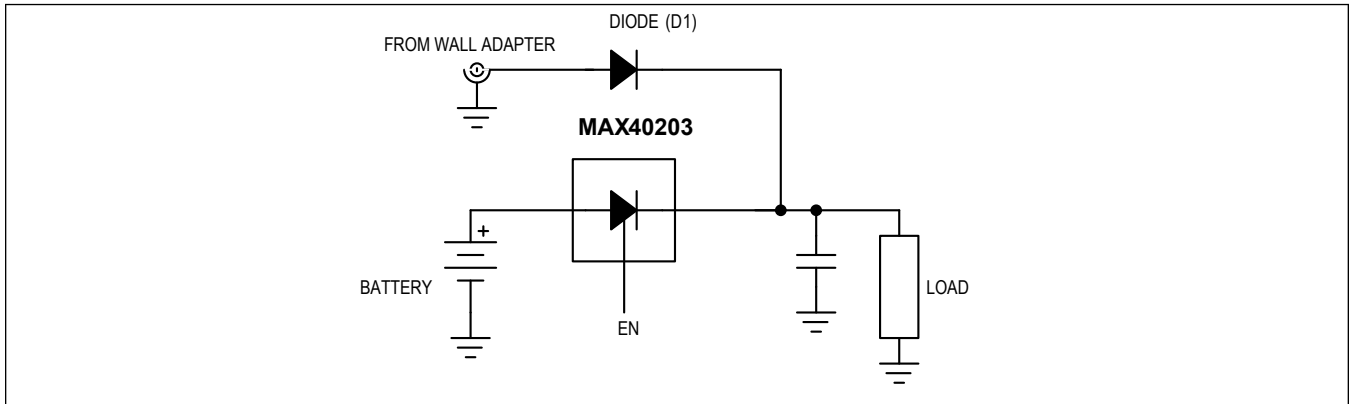 DIODE (D1)
FROM WALL ADAPTER
MAX40203
+
BATTERY
LOAD
EN